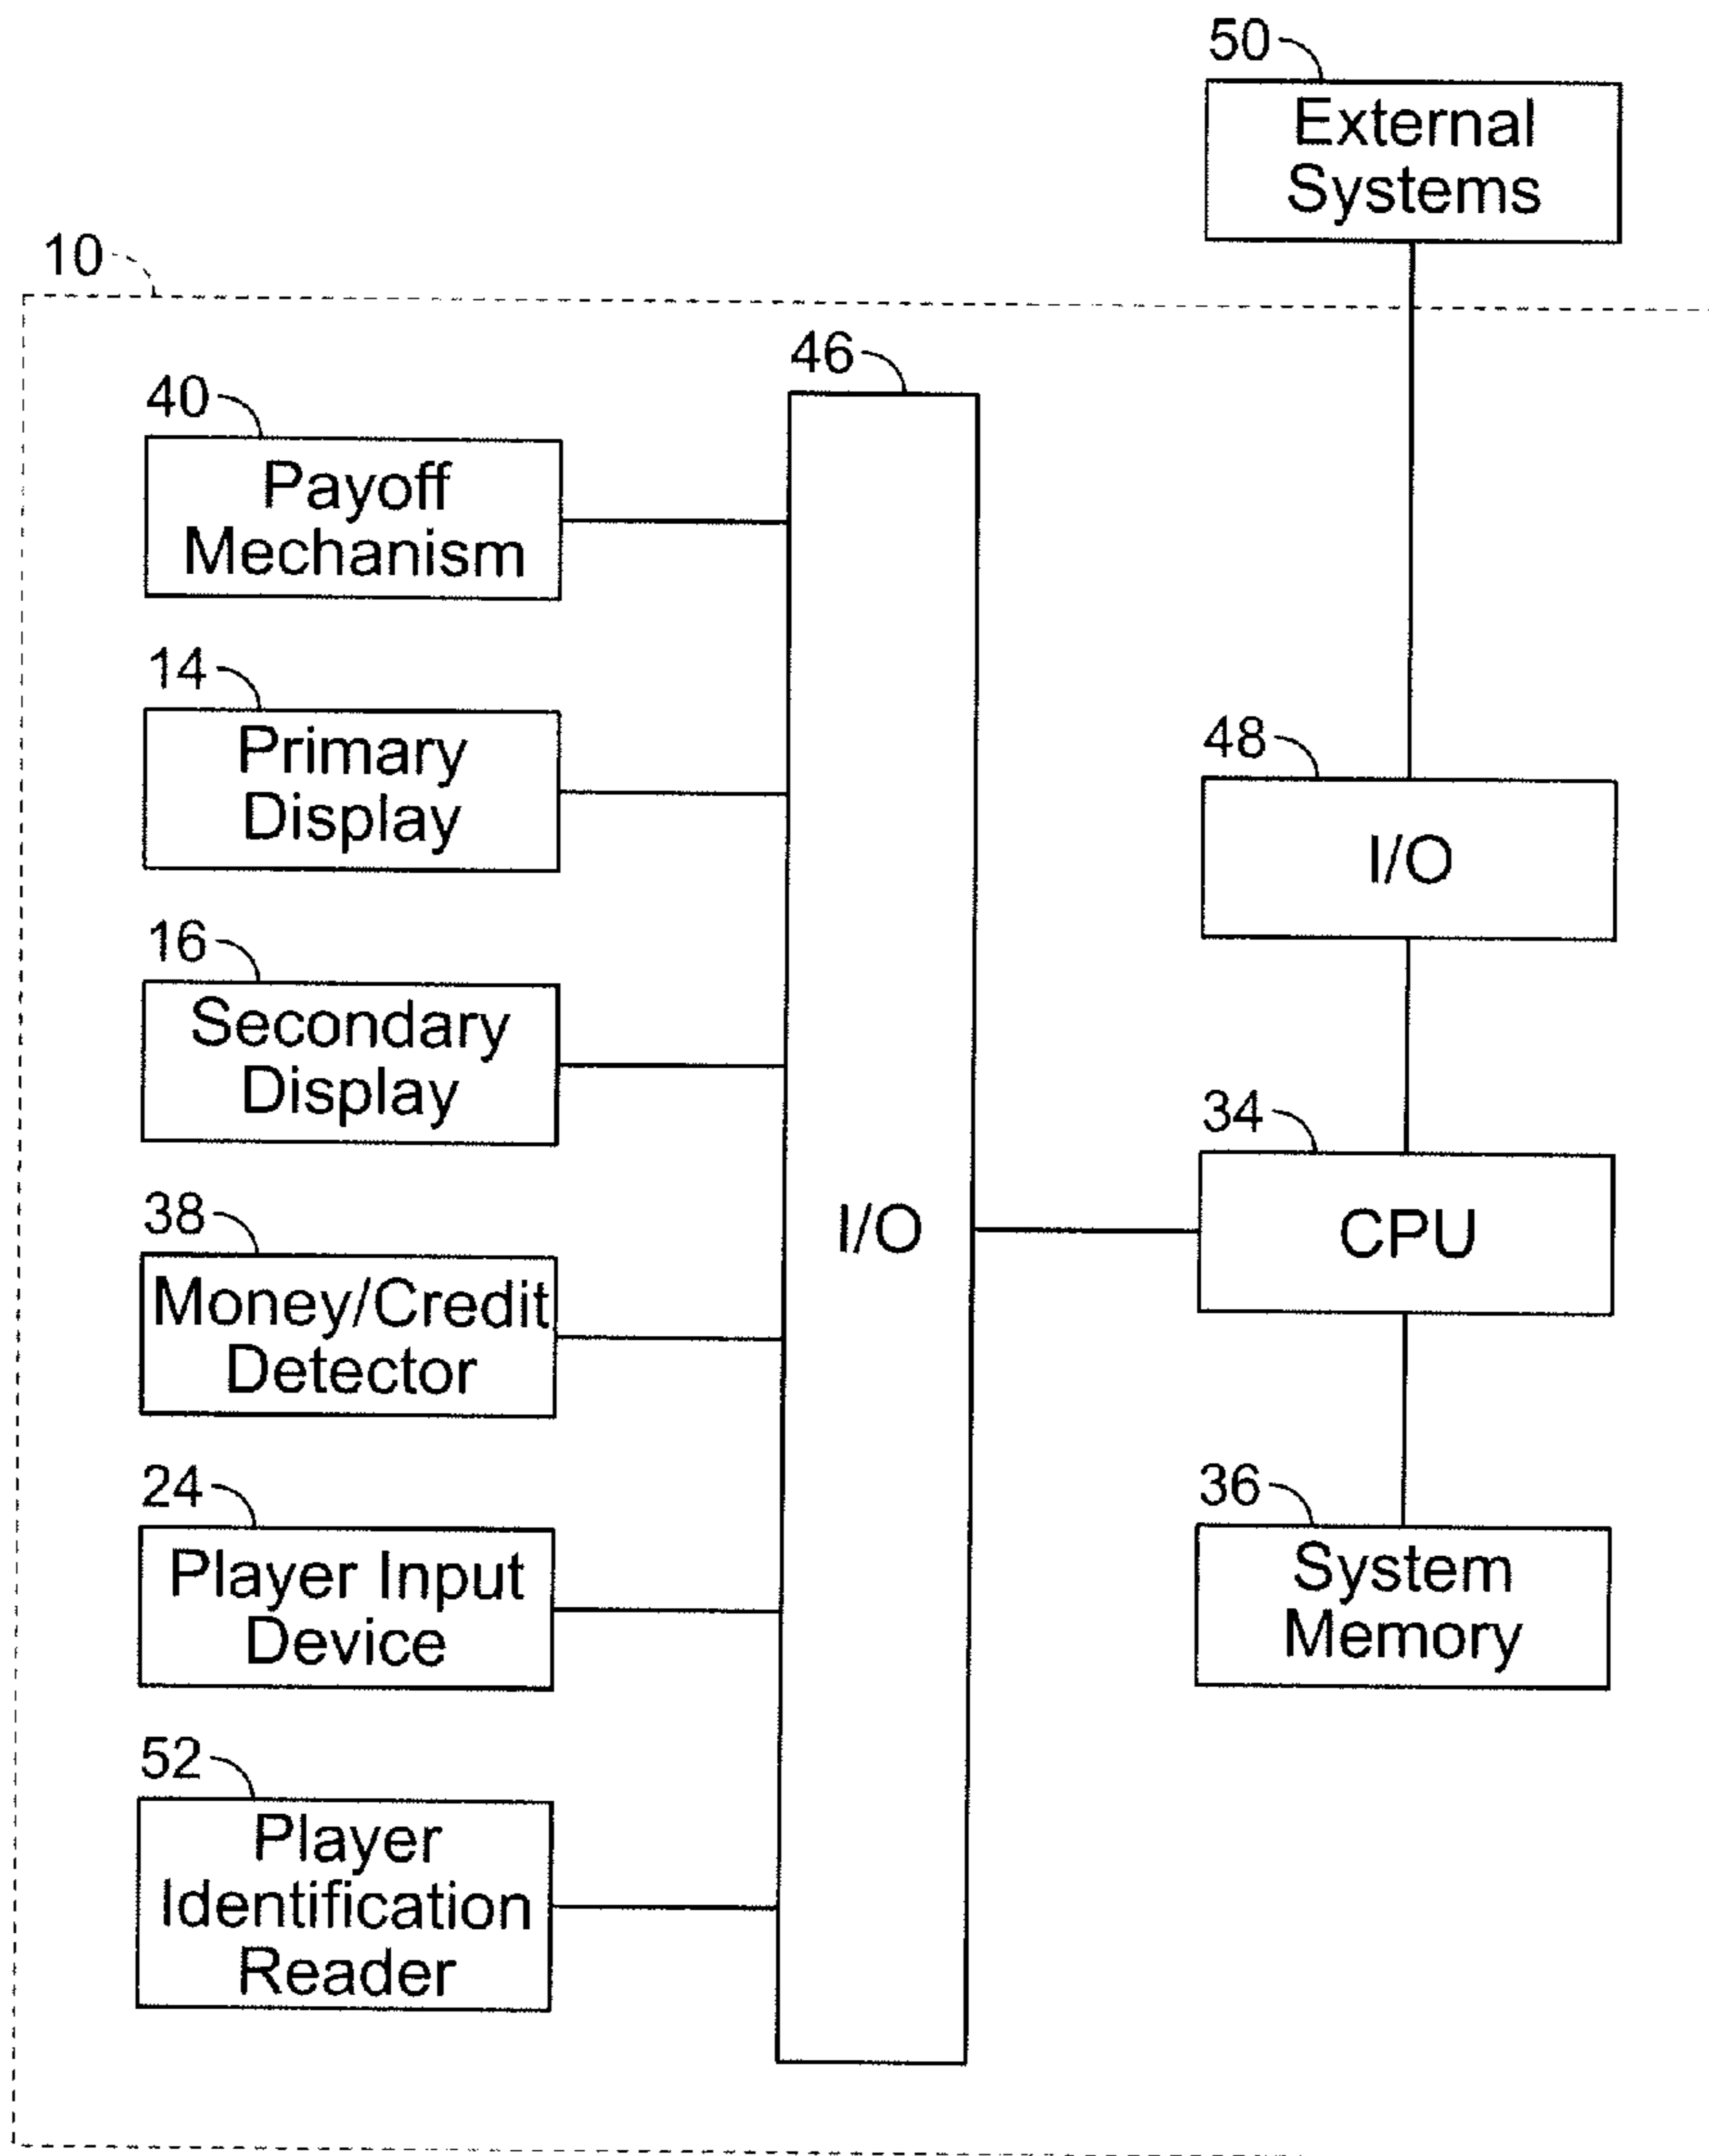 50
External
Systems
10
46
40
Payoff
Mechanism
14
Primary
Display
48
I/O
16
Secondary
Display
34
CPU
38
Money/Credit
Detector
I/O
24
Player Input
Device
36
System
Memory
52
Player
Identification
Reader